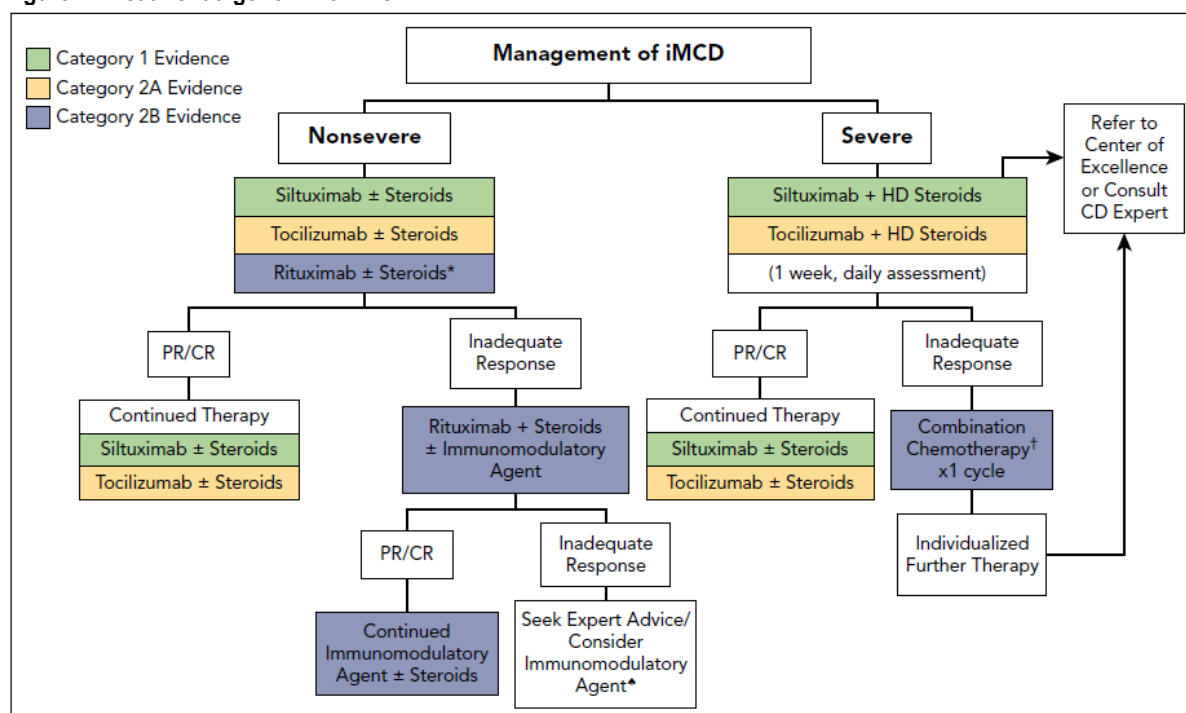 Category 1 Evidence
Category 2A Evidence
Category 2B Evidence
Management of iMCD
Nonsevere
Severe
Refer to
Center of
Excellence
or Consult
CD Expert
Siltuximab ± Steroids
Tocilizumab ± Steroids
Rituximab ± Steroids*
Siltuximab + HD Steroids
Tocilizumab + HD Steroids
(1 week, daily assessment)
PR/CR
Inadequate
Response
PR/CR
Inadequate
Response
Continued Therapy
Siltuximab ± Steroids
Tocilizumab ± Steroids
Rituximab + Steroids
± Immunomodulatory
Agent
Continued Therapy
Siltuximab ± Steroids
Tocilizumab ± Steroids
Combination
Chemotherapy†
x1 cycle
PR/CR
Inadequate
Response
Individualized
Further Therapy
Continued
Immunomodulatory
Agent ± Steroids
Seek Expert Advice/
Consider
Immunomodulatory
Agent♠